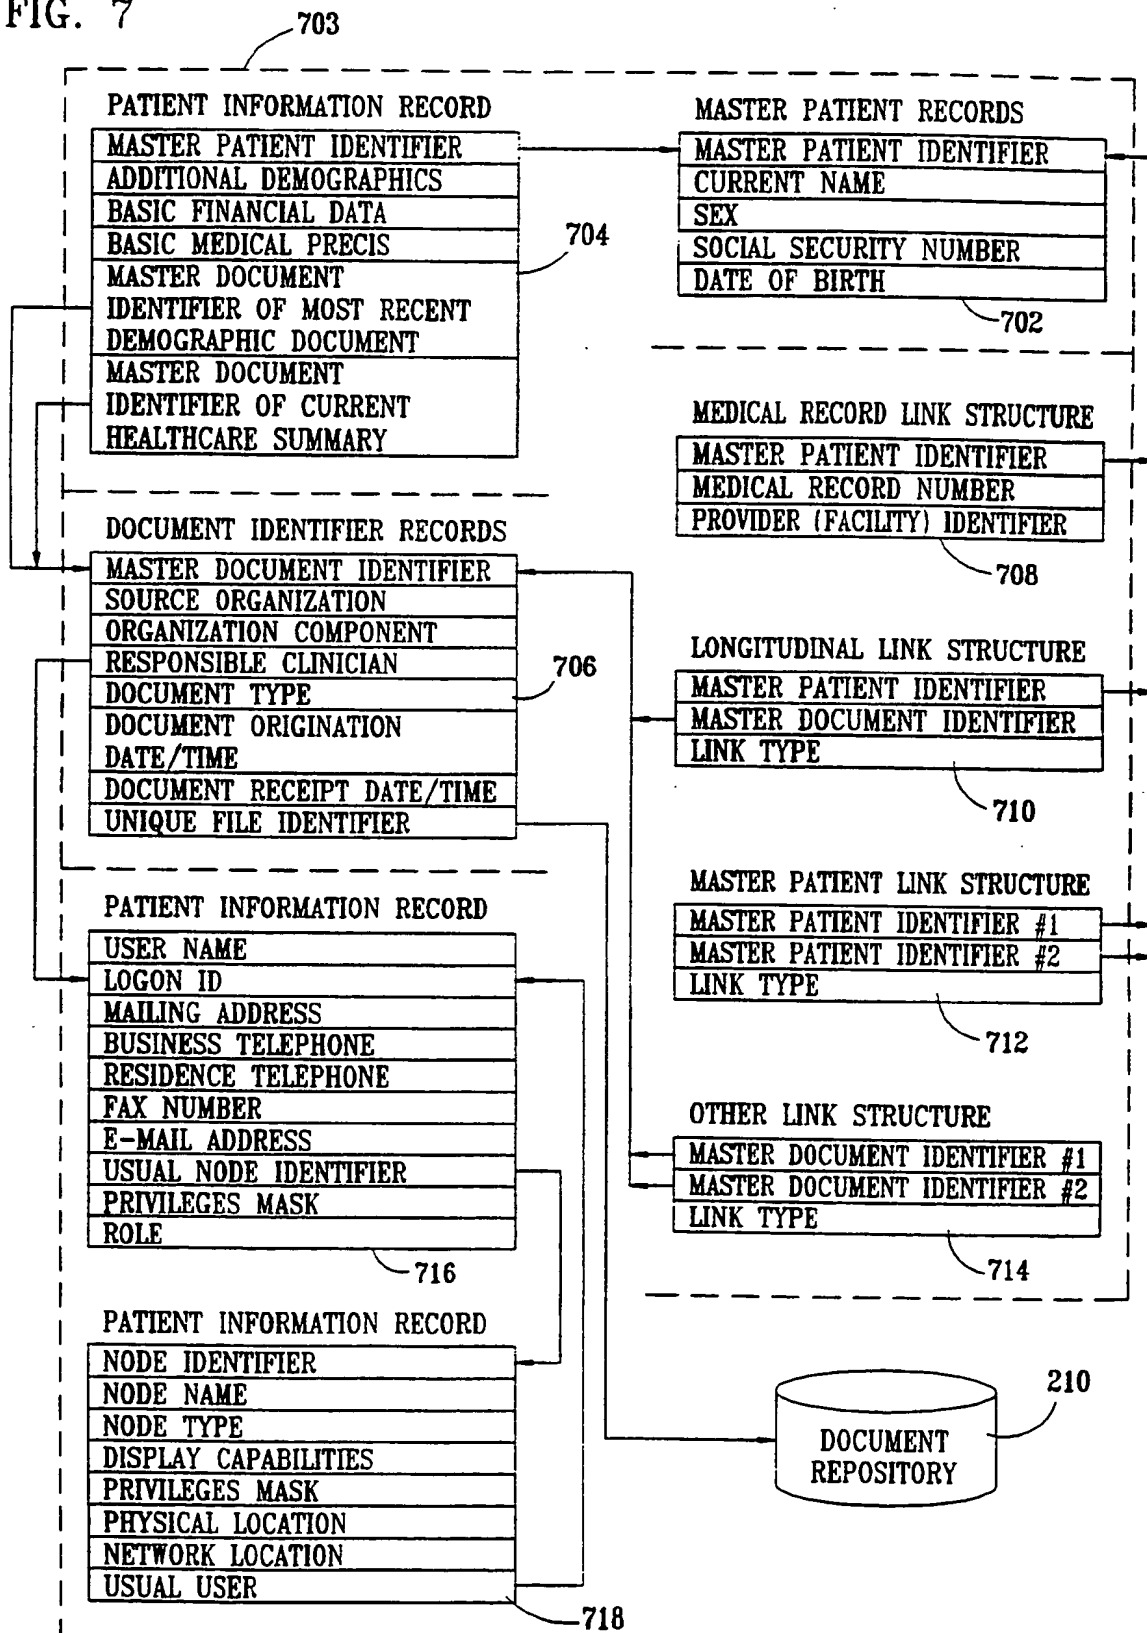 FIG. 7
703
PATIENT INFORMATION RECORD
MASTER PATIENT IDENTIFIER
ADDITIONAL DEMOGRAPHICS
BASIC FINANCIAL DATA
BASIC MEDICAL PRECIS
MASTER DOCUMENT
IDENTIFIER OF MOST RECENT
DEMOGRAPHIC DOCUMENT
MASTER DOCUMENT
IDENTIFIER OF CURRENT
HEALTHCARE SUMMARY
704
MASTER PATIENT RECORDS
MASTER PATIENT IDENTIFIER
CURRENT NAME
SEX
SOCIAL SECURITY NUMBER
DATE OF BIRTH
702
MEDICAL RECORD LINK STRUCTURE
MASTER PATIENT IDENTIFIER
MEDICAL RECORD NUMBER
PROVIDER (FACILITY) IDENTIFIER
708
DOCUMENT IDENTIFIER RECORDS
MASTER DOCUMENT IDENTIFIER
SOURCE ORGANIZATION
ORGANIZATION COMPONENT
RESPONSIBLE CLINICIAN
DOCUMENT TYPE
DOCUMENT ORIGINATION
DATE/TIME
DOCUMENT RECEIPT DATE/TIME
UNIQUE FILE IDENTIFIER
706
LONGITUDINAL LINK STRUCTURE
MASTER PATIENT IDENTIFIER
MASTER DOCUMENT IDENTIFIER
LINK TYPE
710
MASTER PATIENT LINK STRUCTURE
MASTER PATIENT IDENTIFIER #1
MASTER PATIENT IDENTIFIER #2
LINK TYPE
712
PATIENT INFORMATION RECORD
USER NAME
LOGON ID
MAILING ADDRESS
BUSINESS TELEPHONE
RESIDENCE TELEPHONE
FAX NUMBER
E-MAIL ADDRESS
USUAL NODE IDENTIFIER
PRIVILEGES MASK
ROLE
716
OTHER LINK STRUCTURE
MASTER DOCUMENT IDENTIFIER #1
MASTER DOCUMENT IDENTIFIER #2
LINK TYPE
714
PATIENT INFORMATION RECORD
NODE IDENTIFIER
NODE NAME
NODE TYPE
DISPLAY CAPABILITIES
PRIVILEGES MASK
PHYSICAL LOCATION
NETWORK LOCATION
USUAL USER
718
210
DOCUMENT
REPOSITORY